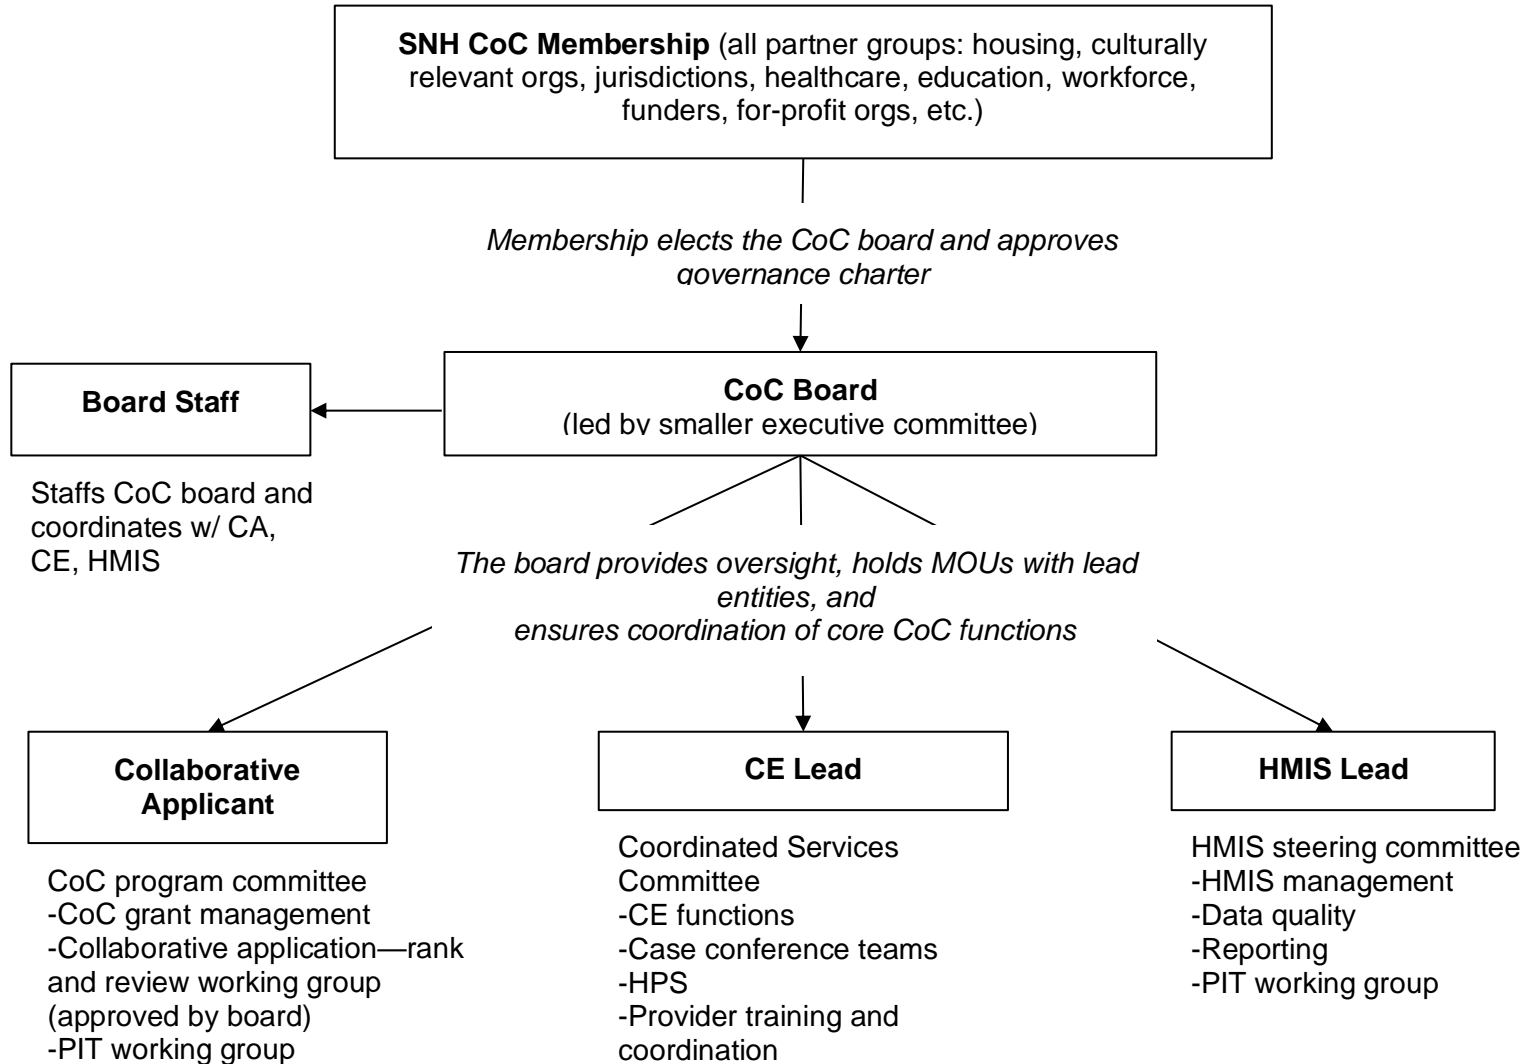 SNH CoC Membership (all partner groups: housing, culturally
relevant orgs, jurisdictions, healthcare, education, workforce,
funders, for-profit orgs, etc.)
Membership elects the CoC board and approves
governance charter
Board Staff
CoC Board
(led by smaller executive committee)
Staffs CoC board and
coordinates w/ CA,
CE, HMIS
The board provides oversight, holds MOUs with lead
entities, and
ensures coordination of core CoC functions
Collaborative
Applicant
CoC program committee
-CoC grant management
-Collaborative application—rank
and review working group
(approved by board)
-PIT working group
CE Lead
Coordinated Services
Committee
-CE functions
-Case conference teams
-HPS
-Provider training and
coordination
HMIS Lead
HMIS steering committee
-HMIS management
-Data quality
-Reporting
-PIT working group